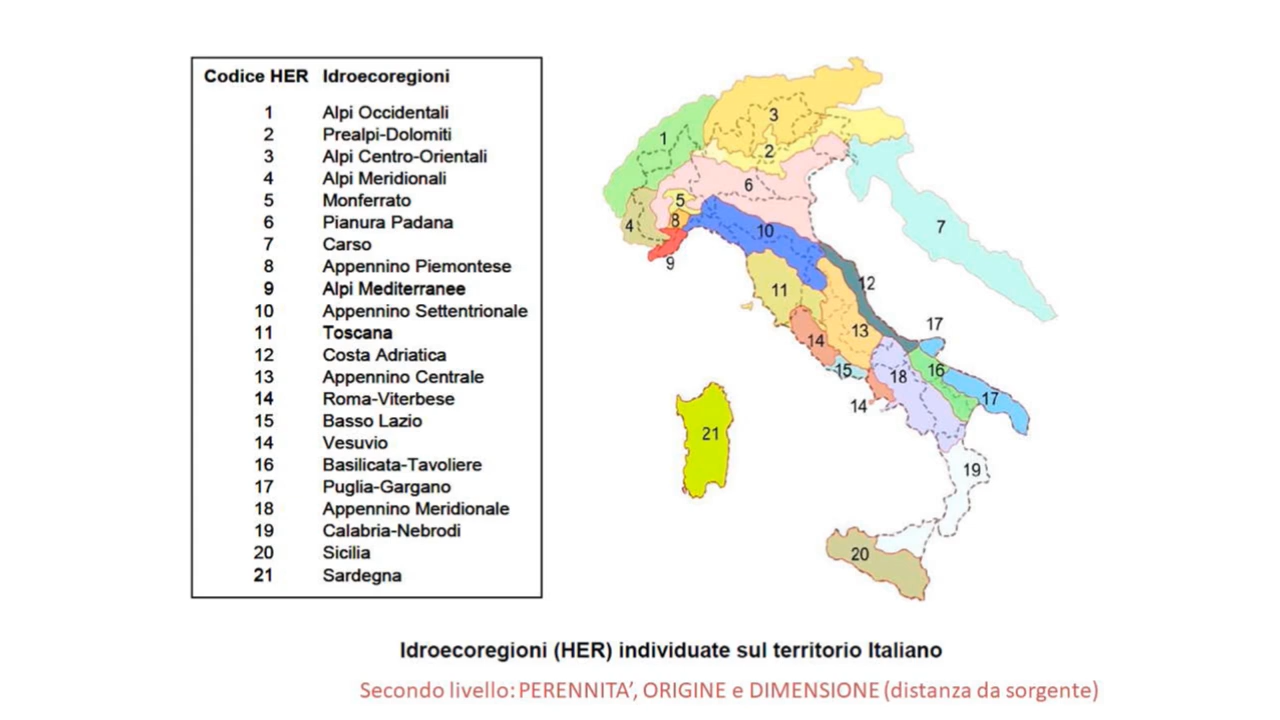 Codice HER Idroecoregioni
1 Alpi Occidentali
2 Prealpi-Dolomiti
3 Alpi Centro-Orientali
4 Alpi Meridionali
5 Monferrato
6 Pianura Padana
7 Carso
8 Appennino Piemontese
9 Alpi Mediterranee
10 Appennino Settentrionale
11 Toscana
12 Costa Adriatica
13 Appennino Centrale
14 Roma-Viterbese
15 Basso Lazio
14 Vesuvio
16 Basilicata-Tavoliere
17 Puglia-Gargano
18 Appennino Meridionale
19 Calabria-Nebrodi
20 Sicilia
21 Sardegna
3
1
2
6
5
8
4
7
10
9
12
11
17
13
14
15
16
18
17
14
21
19
20
Idroecoregioni (HER) individuate sul territorio Italiano
Secondo livello: PERENNITA', ORIGINE e DIMENSIONE (distanza da sorgente)